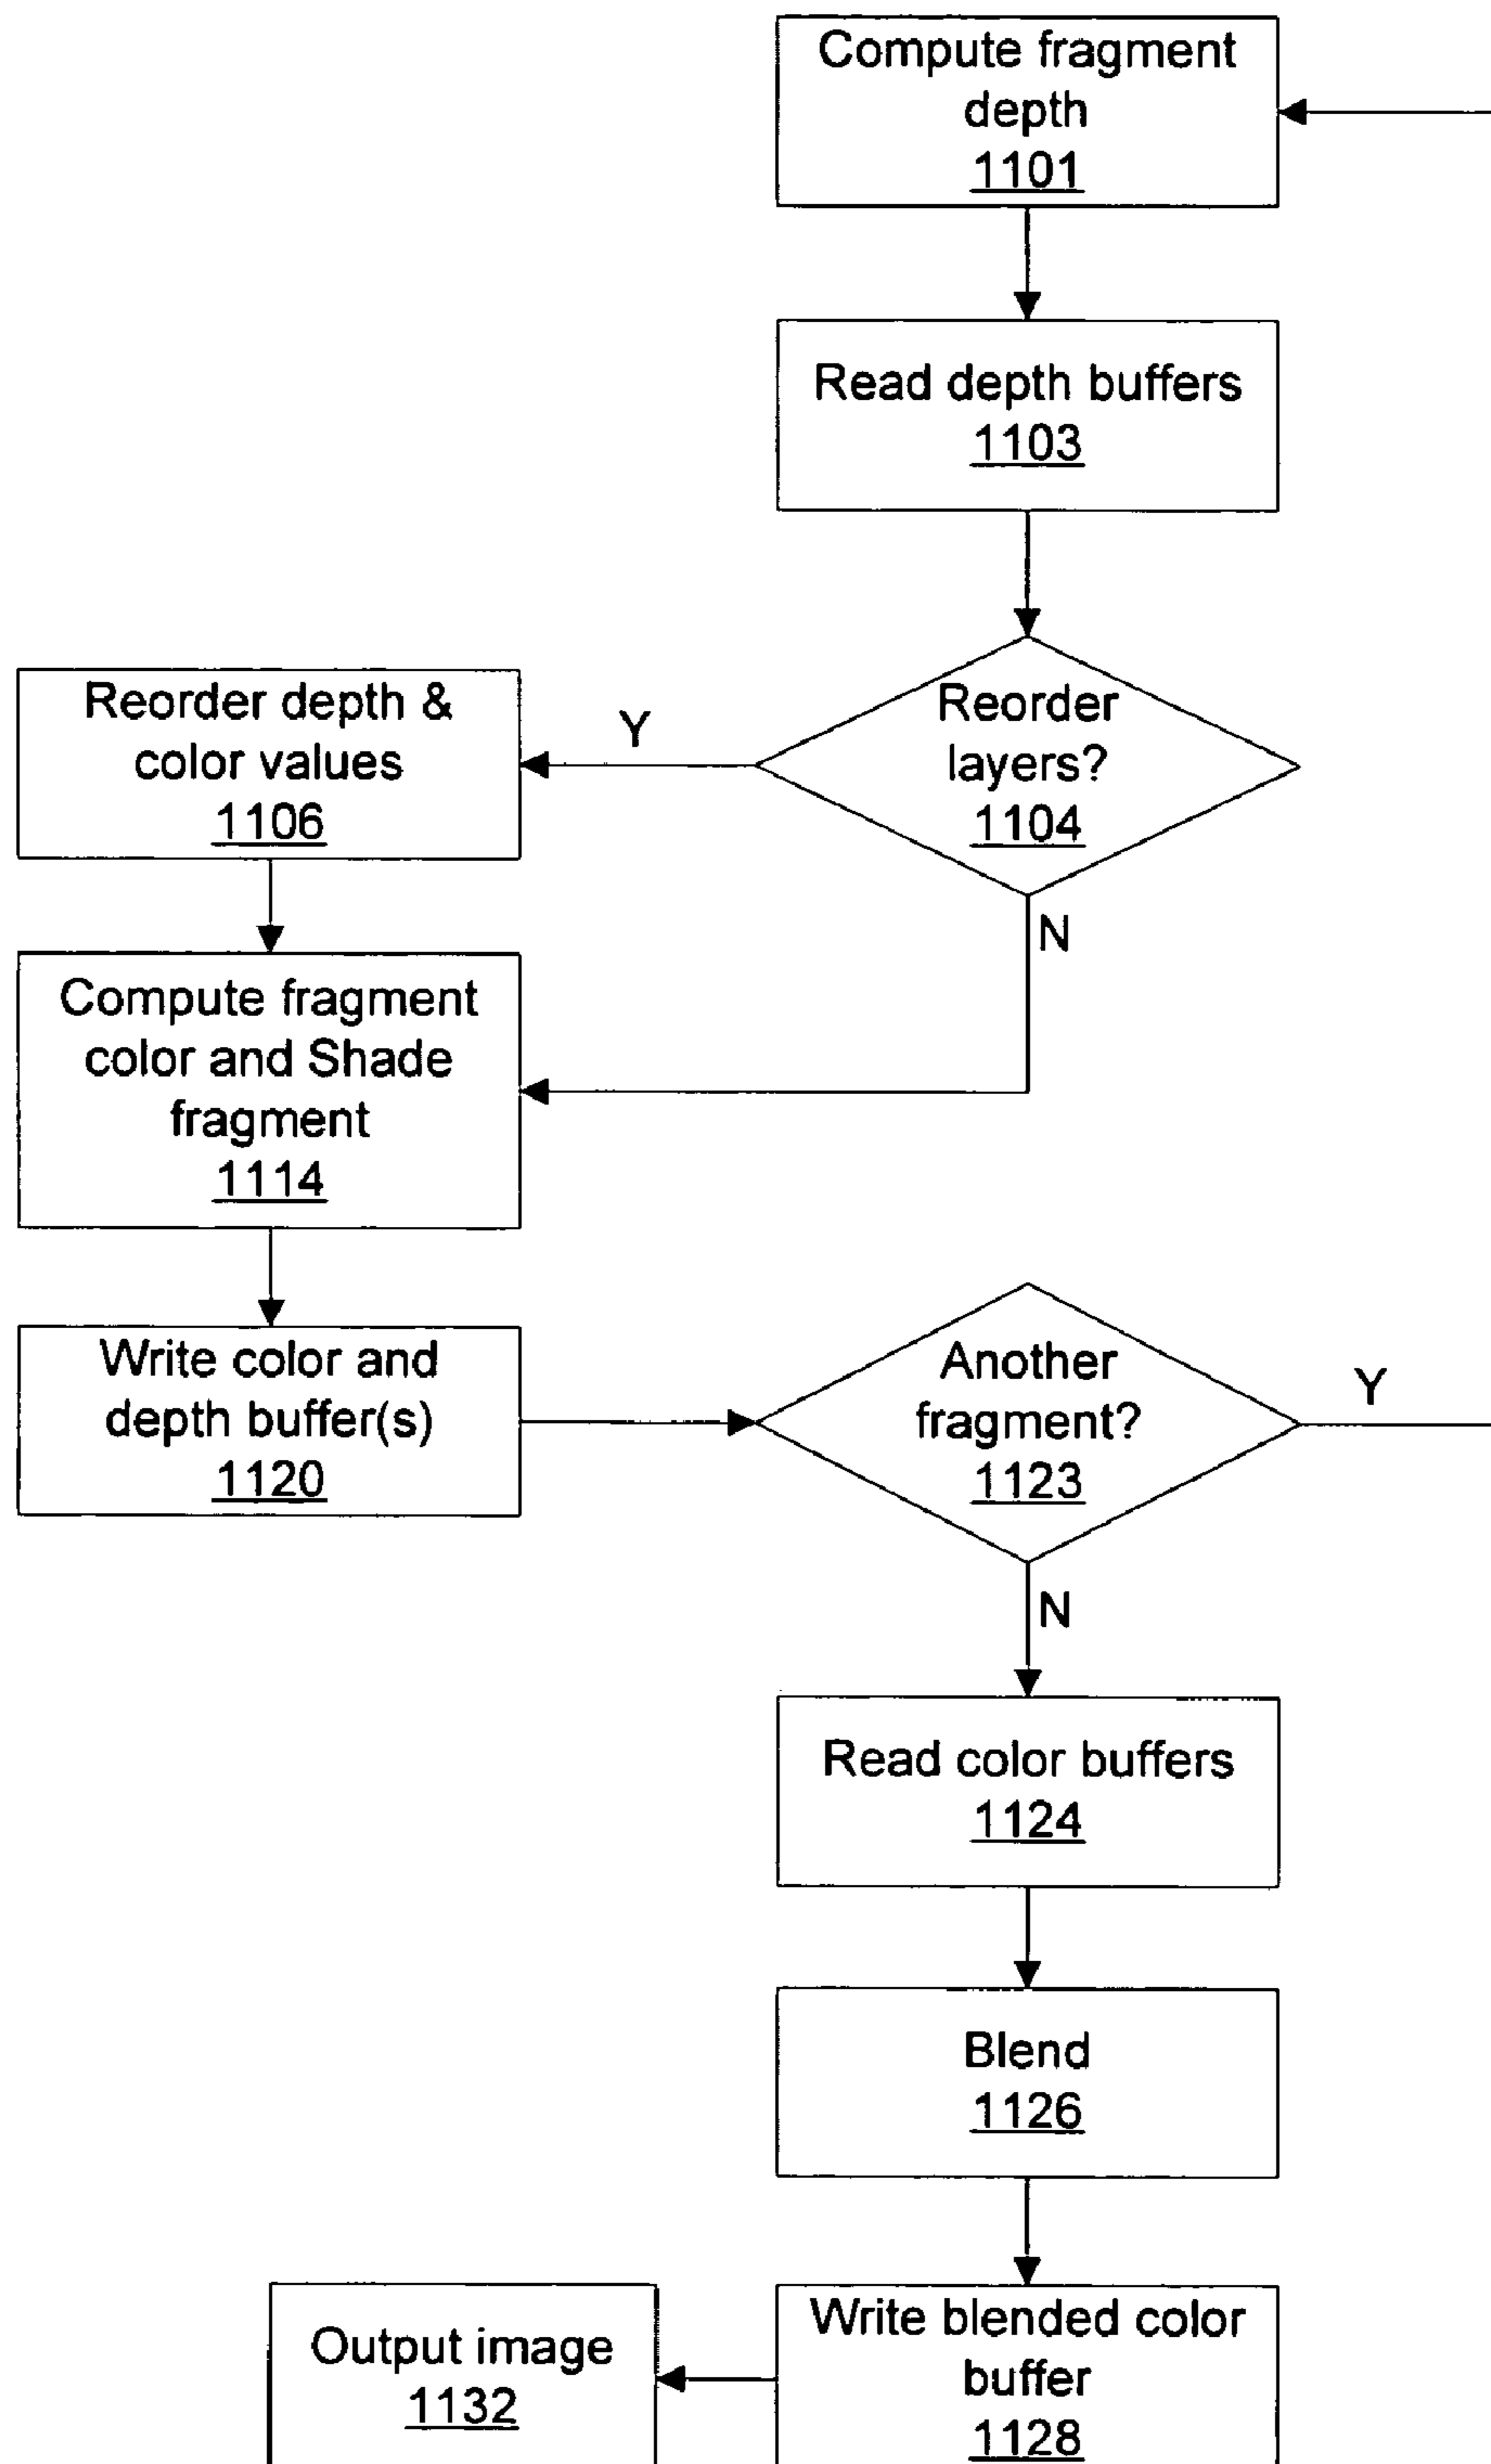 Compute fragment
depth
1101
Read depth buffers
1103
Reorder
layers?
1104
Y
N
Reorder depth &
color values
1106
Compute fragment
color and Shade
fragment
1114
Write color and
depth buffer(s)
1120
Another
fragment?
1123
Y
N
Read color buffers
1124
Blend
1126
Write blended color
buffer
1128
Output image
1132